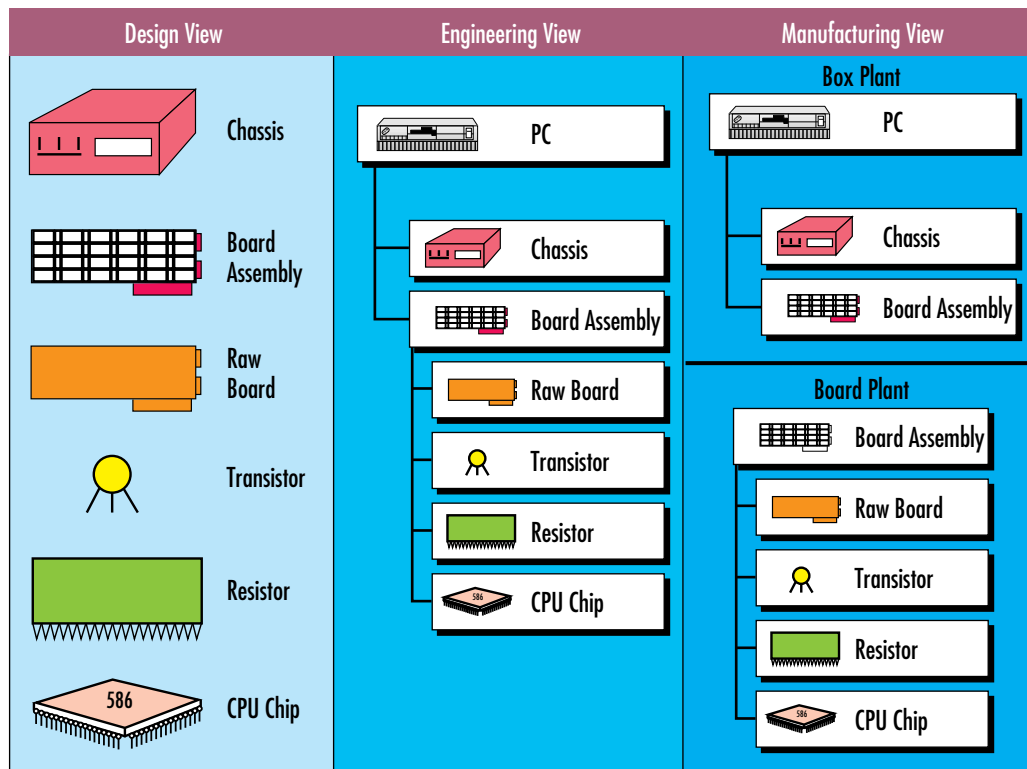 Design View
Engineering View
Manufacturing View
Chassis
Board
Assembly
Raw
Board
Transistor
Resistor
586
CPU Chip
PC
Chassis
Board Assembly
Raw Board
Transistor
Resistor
586
CPU Chip
Box Plant
PC
Chassis
Board Assembly
Board Plant
Board Assembly
Raw Board
Transistor
Resistor
586
CPU Chip